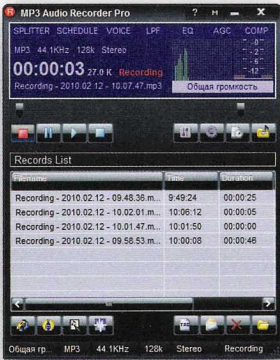 MP3 Audio Recorder Pro
SPLITTER SCHEDULE VOICE LPF EQ AGC COMP
MP3 44.1KHz 128k Stereo
00:00:03 27.0 K Recording
Recording - 2010.02.12 - 10.07.47.mp3
Общая громкость
Records List
Filename Time Duration
Recording - 2010.02.12 - 09.48.36.m... 9:49:24 00:00:25
Recording - 2010.02.12 - 10.02.01.m... 10:06:12 00:00:05
Recording - 2010.02.12 - 10.01.47.m... 10:01:50 00:00:00
Recording - 2010.02.12 - 09.58.53.m... 10:00:08 00:00:46
Общая гр... MP3 44.1KHz 128k Stereo Recording